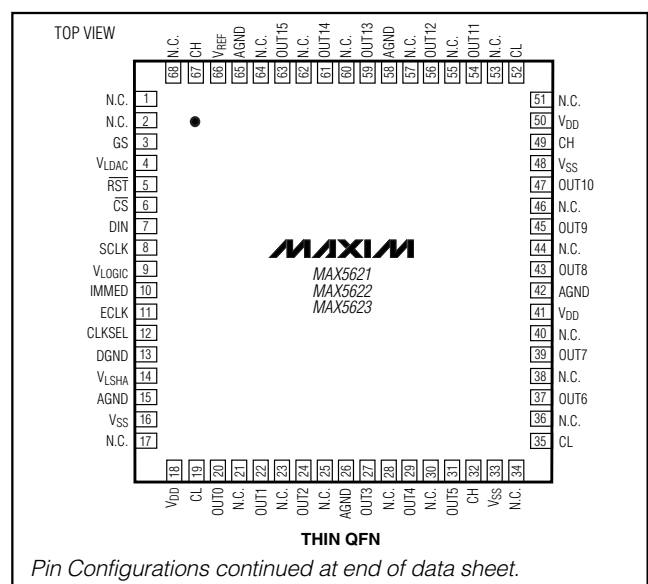 TOP VIEW
N.C.
CH
VREF
AGND
N.C.
OUT15
N.C.
OUT14
N.C.
OUT13
AGND
N.C.
OUT12
N.C.
OUT11
N.C.
CL
68 67 66 65 64 63 62 61 60 59 58 57 56 55 54 53 52
N.C. 1
N.C. 2
GS 3
VLDAC 4
RST 5
CS 6
DIN 7
SCLK 8
VLOGIC 9
IMMED 10
ECLK 11
CLKSEL 12
DGND 13
VLSHA 14
AGND 15
VSS 16
N.C. 17
MAXIM
MAX5621
MAX5622
MAX5623
51 N.C.
50 VDD
49 CH
48 VSS
47 OUT10
46 N.C.
45 OUT9
44 N.C.
43 OUT8
42 AGND
41 VDD
40 N.C.
39 OUT7
38 N.C.
37 OUT6
36 N.C.
35 CL
18 19 20 21 22 23 24 25 26 27 28 29 30 31 32 33 34
VDD
CL
OUT0
N.C.
OUT1
N.C.
OUT2
N.C.
AGND
OUT3
N.C.
OUT4
N.C.
OUT5
CH
VSS
N.C.
THIN QFN
Pin Configurations continued at end of data sheet.